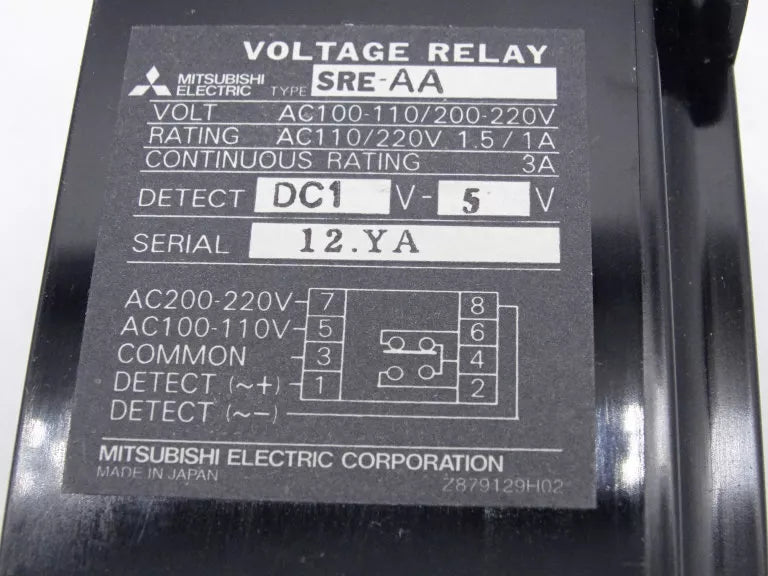 VOLTAGE RELAY
MITSUBISHI ELECTRIC TYPE SRE-AA
VOLT AC100-110/200-220V
RATING AC110/220V 1.5/1A
CONTINUOUS RATING 3A
DETECT DC1 V- 5 V
SERIAL 12.YA
AC200-220V 7 8
AC100-110V 5 6
COMMON 3 4
DETECT (~+) 1 2
DETECT (~-)
MITSUBISHI ELECTRIC CORPORATION
MADE IN JAPAN Z879129H02